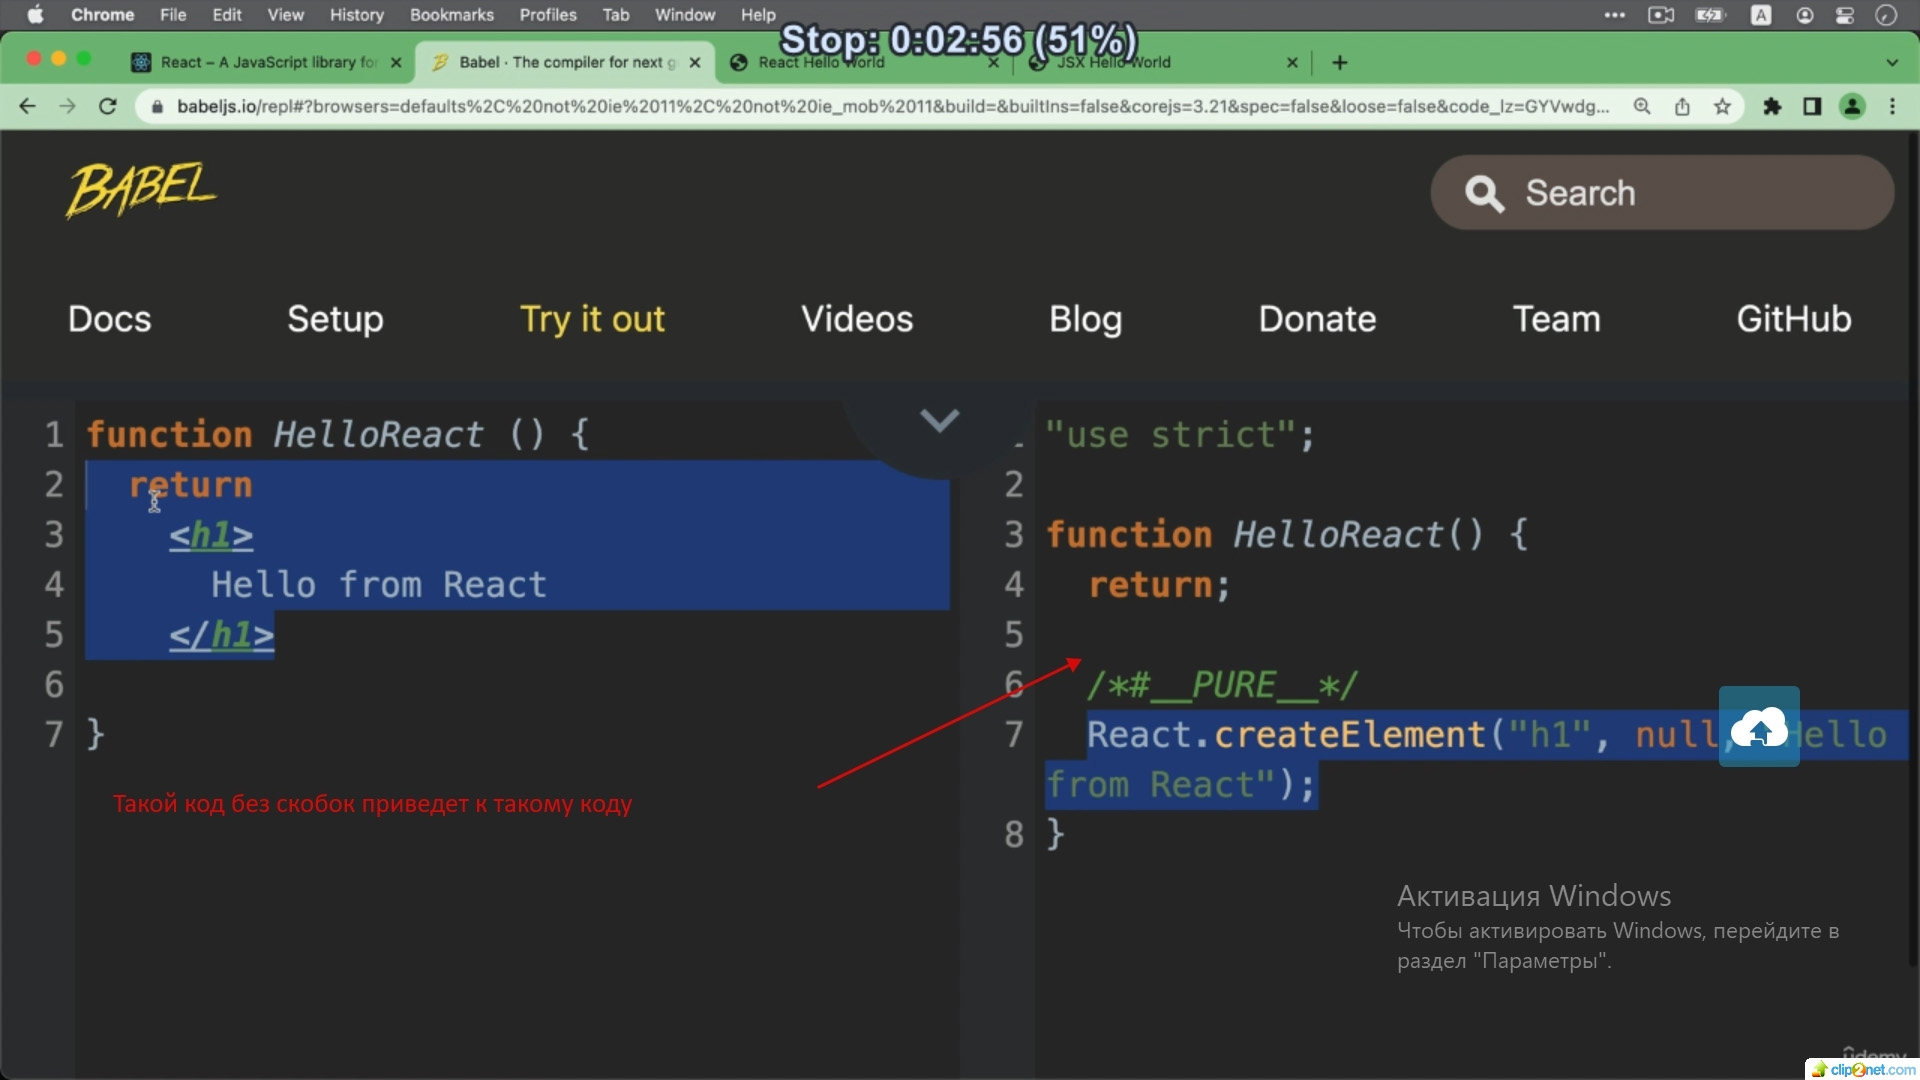 Chrome File Edit View History Bookmarks Profiles Tab Window Help A
Stop: 0:02:56 (51%)
React – A JavaScript library for Babel · The compiler for next g React Hello World JSX Hello World
babeljs.io/repl#?browsers=defaults%2C%20not%20ie%2011%2C%20not%20ie_mob%2011&build=&builtIns=false&corejs=3.21&spec=false&loose=false&code_lz=GYVwdg...
BABEL
Search
Docs Setup Try it out Videos Blog Donate Team GitHub
1 function HelloReact () {
2 return
3 <h1>
4 Hello from React
5 </h1>
6
7 }
Такой код без скобок приведет к такому коду
"use strict";
2
3 function HelloReact() {
4 return;
5
6 /*#__PURE__*/
7 React.createElement("h1", null, "Hello
from React");
8 }
Активация Windows
Чтобы активировать Windows, перейдите в
раздел "Параметры".
ûdemy
clip2net.com